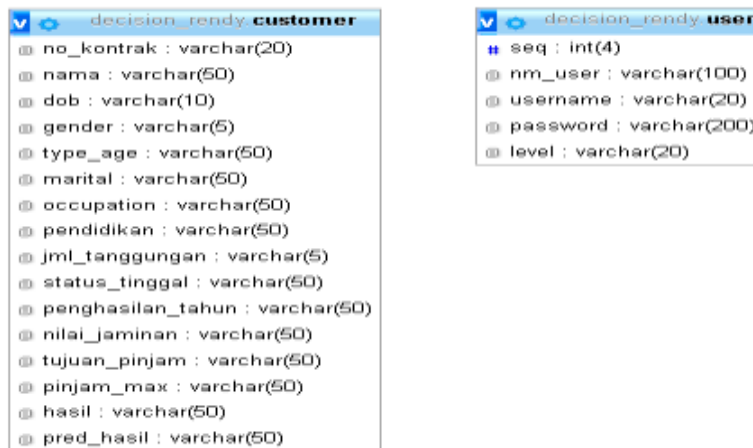 decision_rendy customer
no_kontrak : varchar(20)
nama : varchar(50)
dob : varchar(10)
gender : varchar(5)
type_age : varchar(50)
marital : varchar(50)
occupation : varchar(50)
pendidikan : varchar(50)
jml_tanggungan : varchar(5)
status_tinggal : varchar(50)
penghasilan_tahun : varchar(50)
nilai_jaminan : varchar(50)
tujuan_pinjam : varchar(50)
pinjam_max : varchar(50)
hasil : varchar(50)
pred_hasil : varchar(50)
decision_rendy user
# seq : int(4)
nm_user : varchar(100)
username : varchar(20)
password : varchar(200)
level : varchar(20)